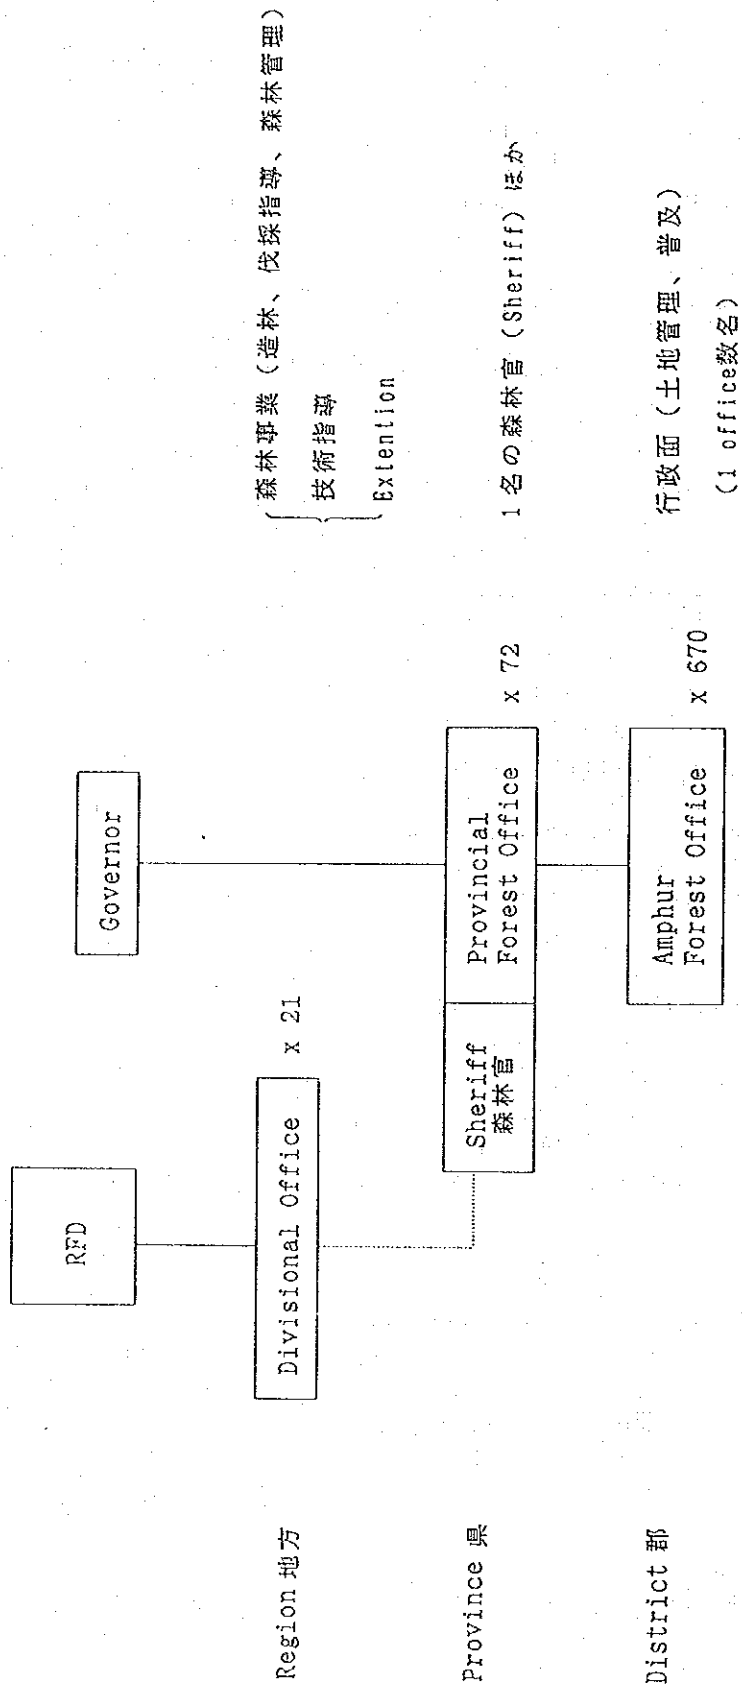 RFD
Governor
Region 地方
Divisional Office
x 21
森林事業（造林、伐採指導、森林管理）
技術指導
Extention
Province 県
Sheriff
森林官
Provincial
Forest Office
x 72
1名の森林官（Sheriff）ほか
District 郡
Amphur
Forest Office
x 670
行政面（土地管理、普及）
(1 office数名)